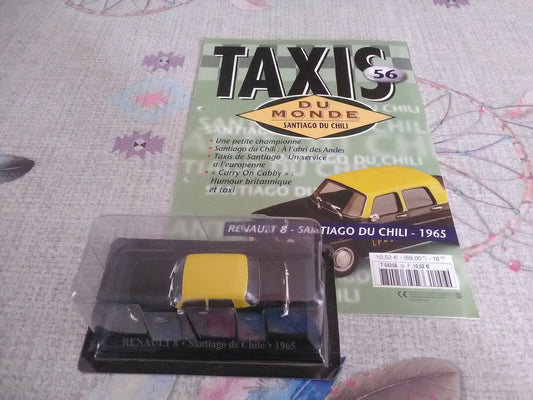 TAXIS
56
DU MONDE
SANTIAGO DU CHILI
• Une petite championne
• Santiago du Chili : A l'abri des Andes
• Taxis de Santiago : Un service
a l'europenne
• « Carry On Cabby » :
Humour britannique
et taxi
RENAULT 8 - SANTIAGO DU CHILI - 1965
RENAULT 8 • Santiago de Chile • 1965